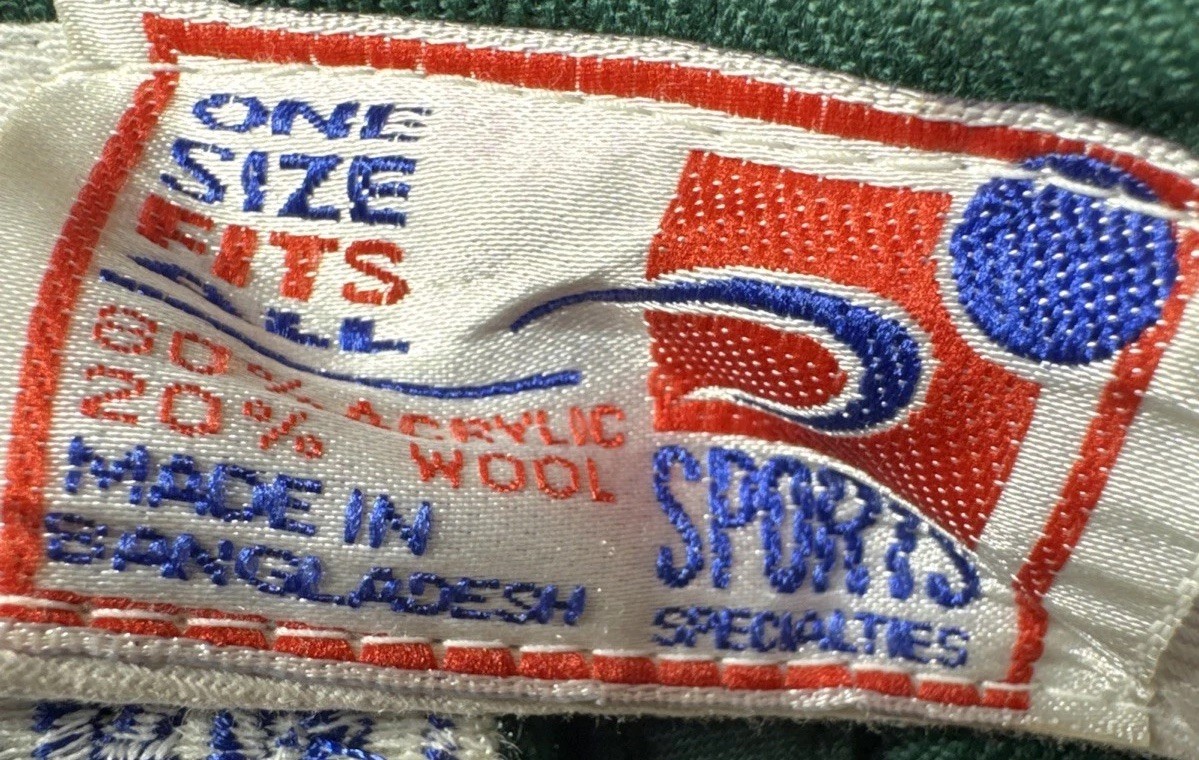 ONE
SIZE
FITS
ALL
80% ACRYLIC
20% WOOL
MADE IN
BANGLADESH
SPORTS
SPECIALTIES